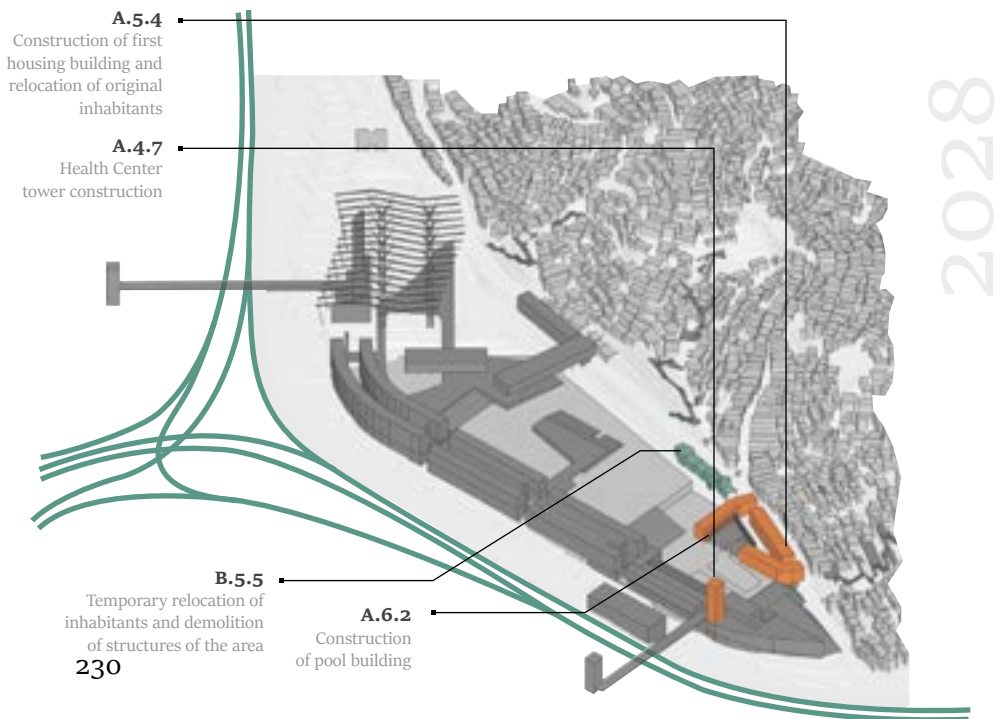 A.5.4
Construction of first
housing building and
relocation of original
inhabitants
A.4.7
Health Center
tower construction
2028
B.5.5
Temporary relocation of
inhabitants and demolition
of structures of the area
A.6.2
Construction
of pool building
230